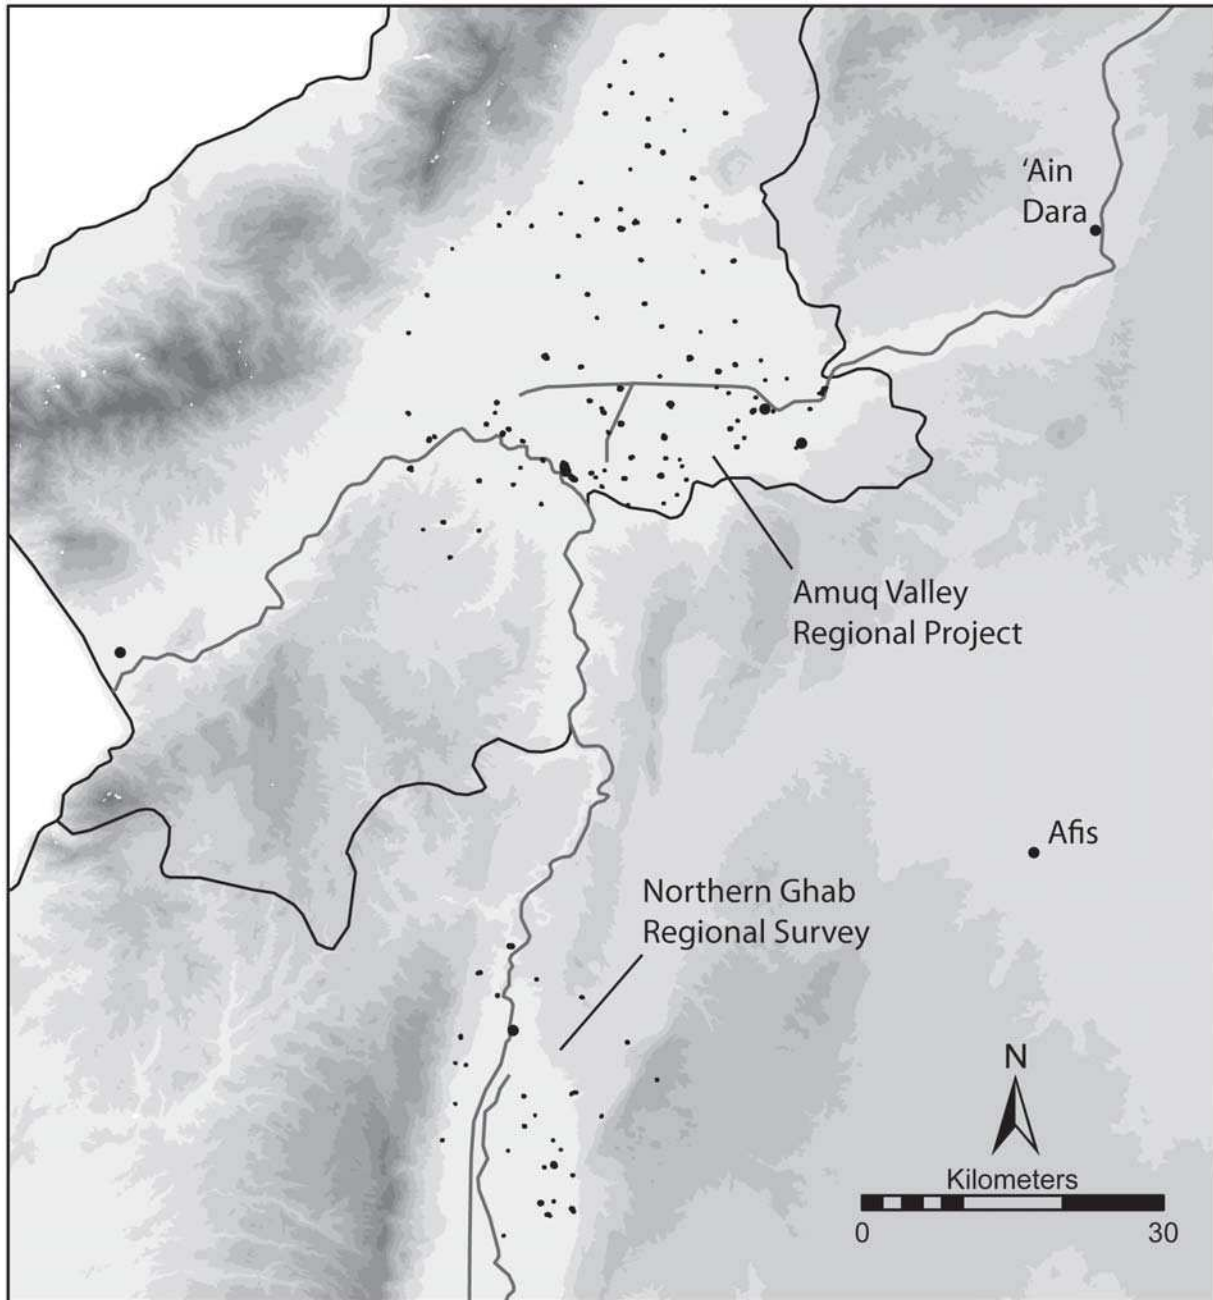 'Ain
Dara
Amuq Valley
Regional Project
Afis
Northern Ghab
Regional Survey
N
Kilometers
0 30